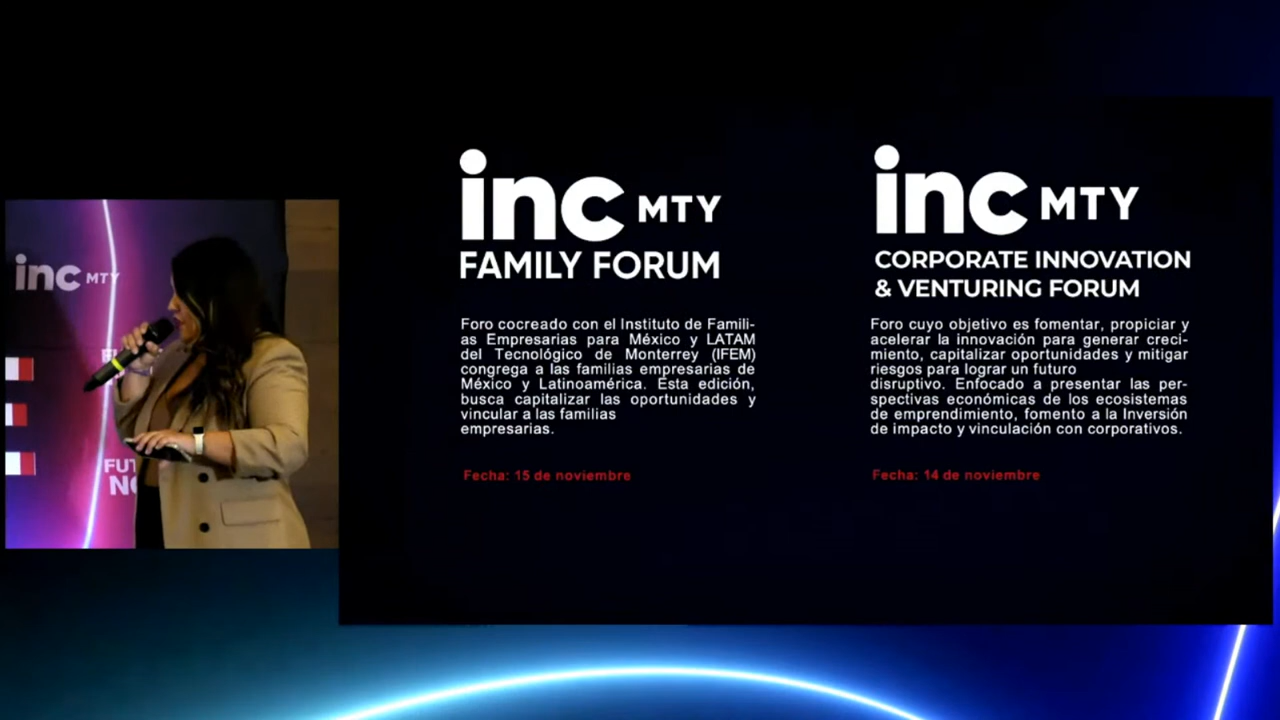 inc MTY
FUT
inc MTY
FAMILY FORUM
Foro cocreado con el Instituto de Famili-
as Empresarias para México y LATAM
del Tecnológico de Monterrey (IFEM)
congrega a las familias empresarias de
México y Latinoamérica. Esta edición,
busca capitalizar las oportunidades y
vincular a las familias
empresarias.
Fecha: 15 de noviembre
inc MTY
CORPORATE INNOVATION
& VENTURING FORUM
Foro cuyo objetivo es fomentar, propiciar y
acelerar la innovación para generar creci-
miento, capitalizar oportunidades y mitigar
riesgos para lograr un futuro
disruptivo. Enfocado a presentar las per-
spectivas económicas de los ecosistemas
de emprendimiento, fomento a la Inversión
de impacto y vinculación con corporativos.
Fecha: 14 de noviembre